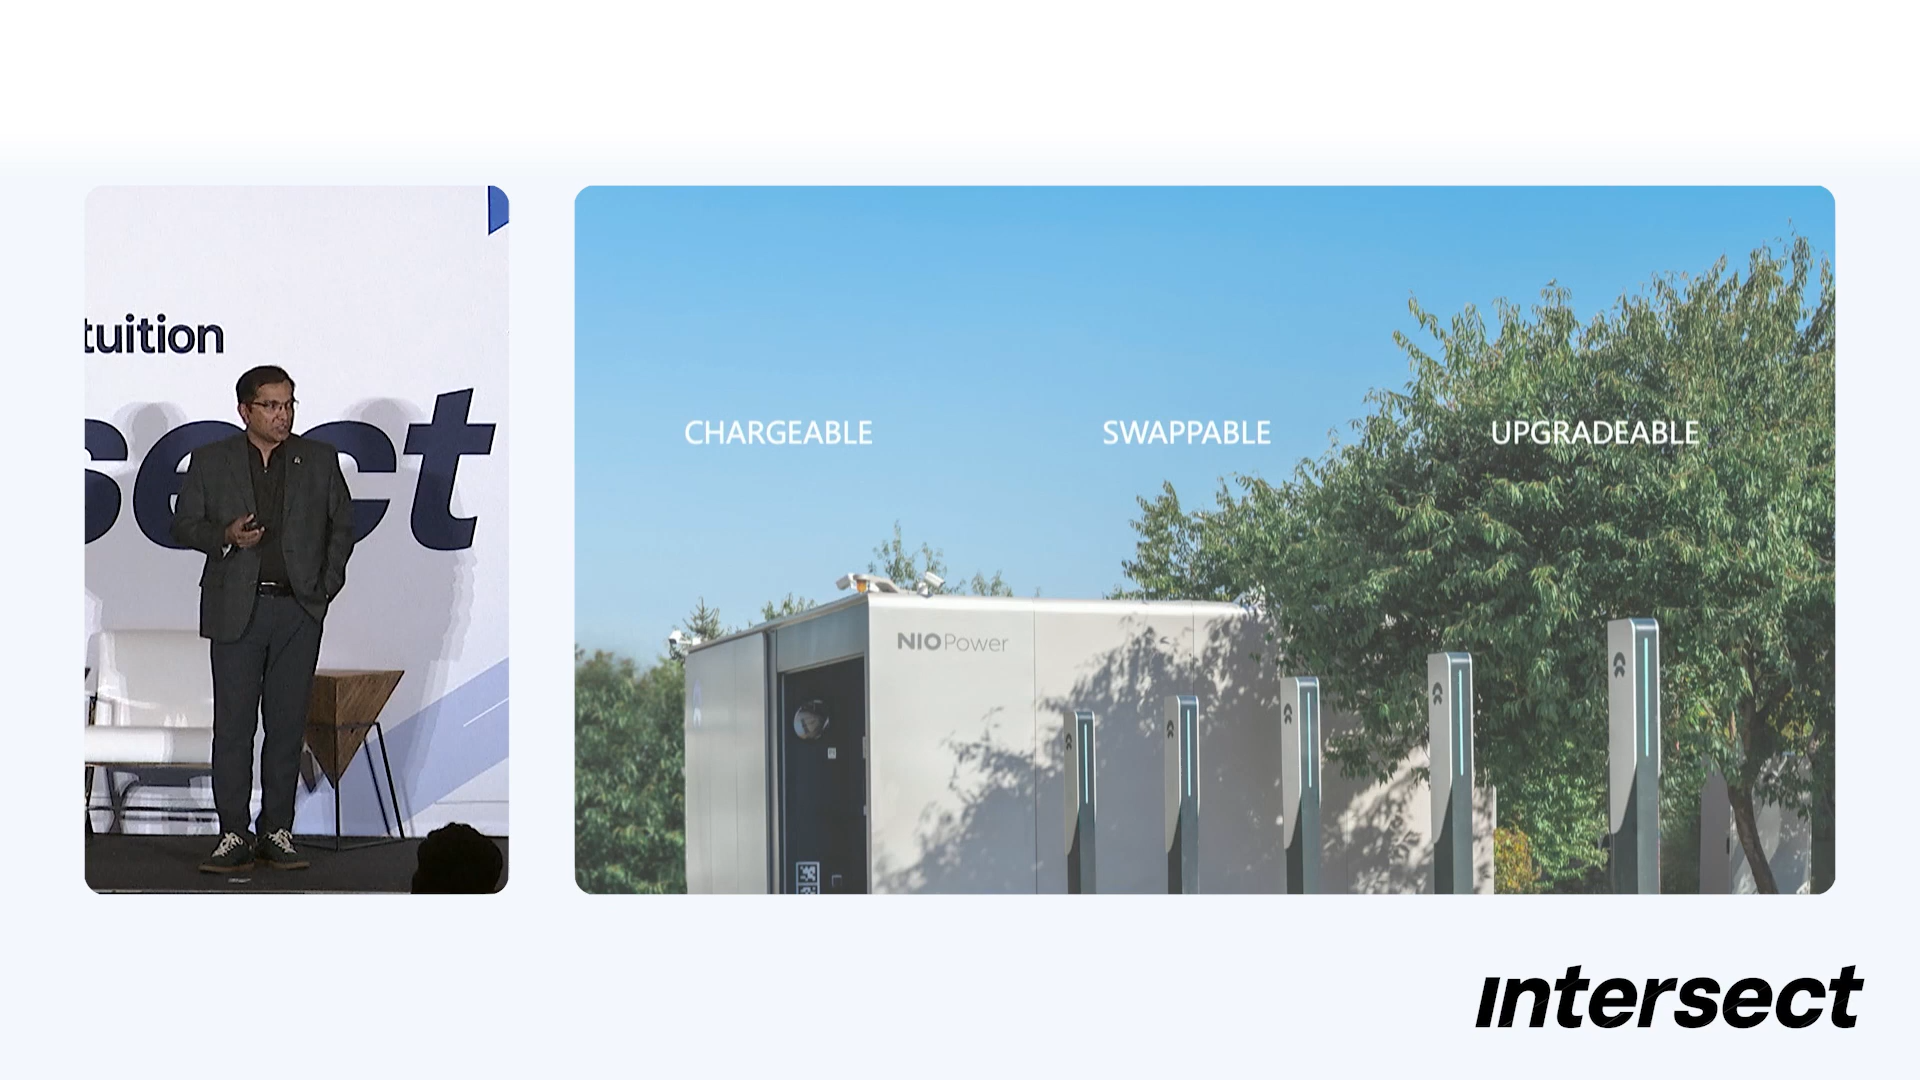 tuition
sect
CHARGEABLE
SWAPPABLE
UPGRADEABLE
NIO Power
intersect